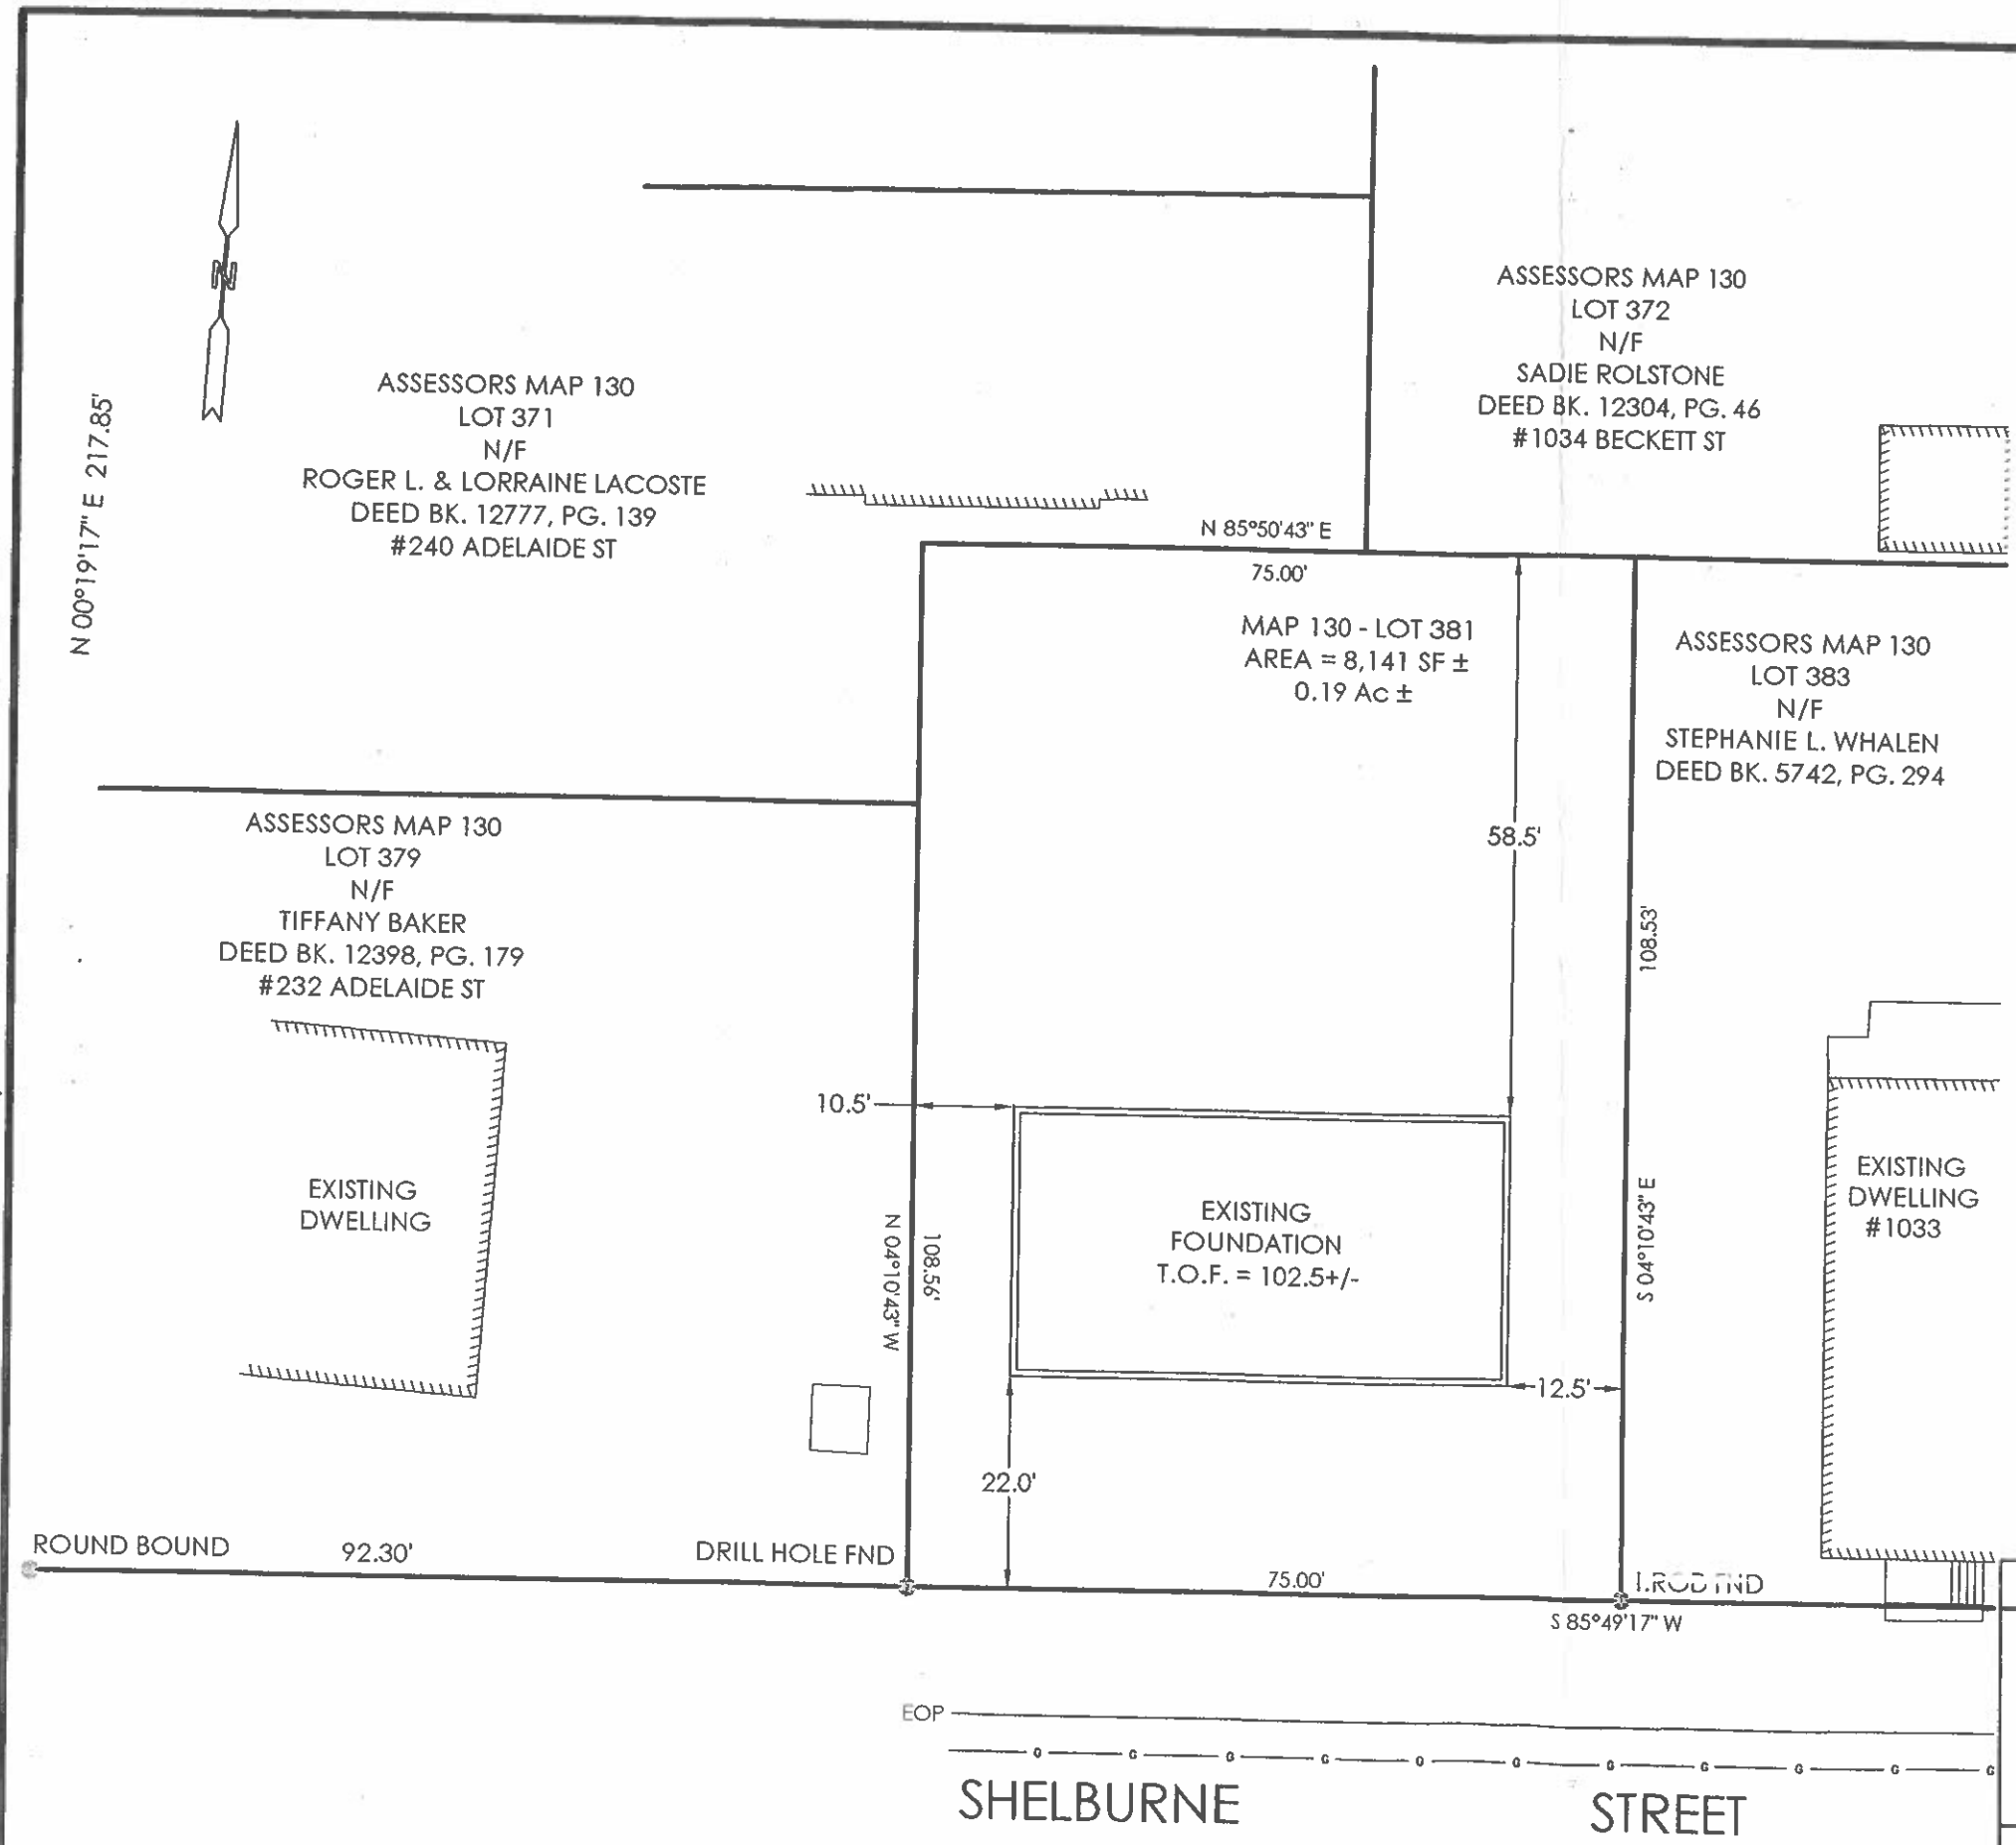 N
N 00°19'17" E 217.85'
ASSESSORS MAP 130
LOT 371
N/F
ROGER L. & LORRAINE LACOSTE
DEED BK. 12777, PG. 139
#240 ADELAIDE ST
ASSESSORS MAP 130
LOT 372
N/F
SADIE ROLSTONE
DEED BK. 12304, PG. 46
#1034 BECKETT ST
N 85°50'43" E
75.00'
MAP 130 - LOT 381
AREA = 8,141 SF ±
0.19 Ac ±
ASSESSORS MAP 130
LOT 383
N/F
STEPHANIE L. WHALEN
DEED BK. 5742, PG. 294
58.5'
108.53'
S 04°10'43" E
ASSESSORS MAP 130
LOT 379
N/F
TIFFANY BAKER
DEED BK. 12398, PG. 179
#232 ADELAIDE ST
10.5'
EXISTING
DWELLING
N 04°10'43" W
108.56'
EXISTING
FOUNDATION
T.O.F. = 102.5+/-
EXISTING
DWELLING
#1033
12.5'
22.0'
ROUND BOUND
92.30'
DRILL HOLE FND
75.00'
I.ROD FND
S 85°49'17" W
EOP
G G G G G G G G G G G
SHELBURNE STREET